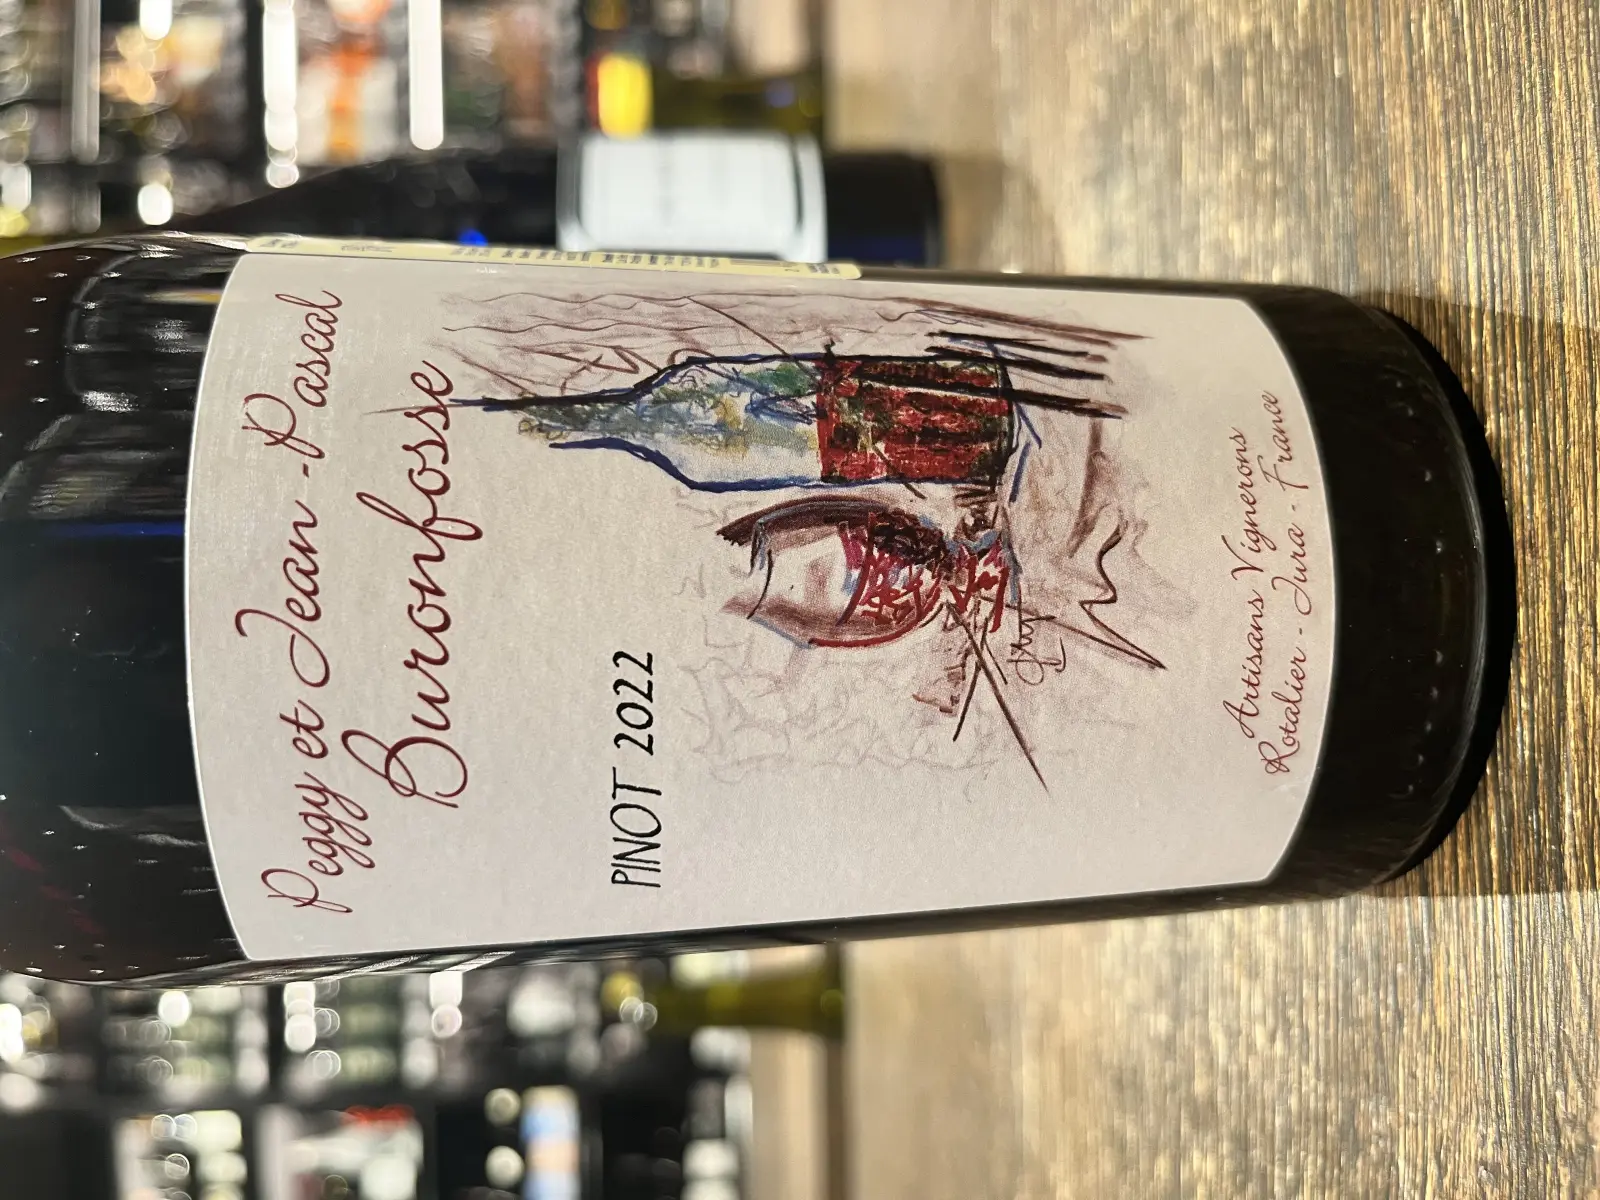 Peggy et Jean-Pascal
Buronfosse
PINOT 2022
Artisans Vignerons
Rotalier - Jura - France